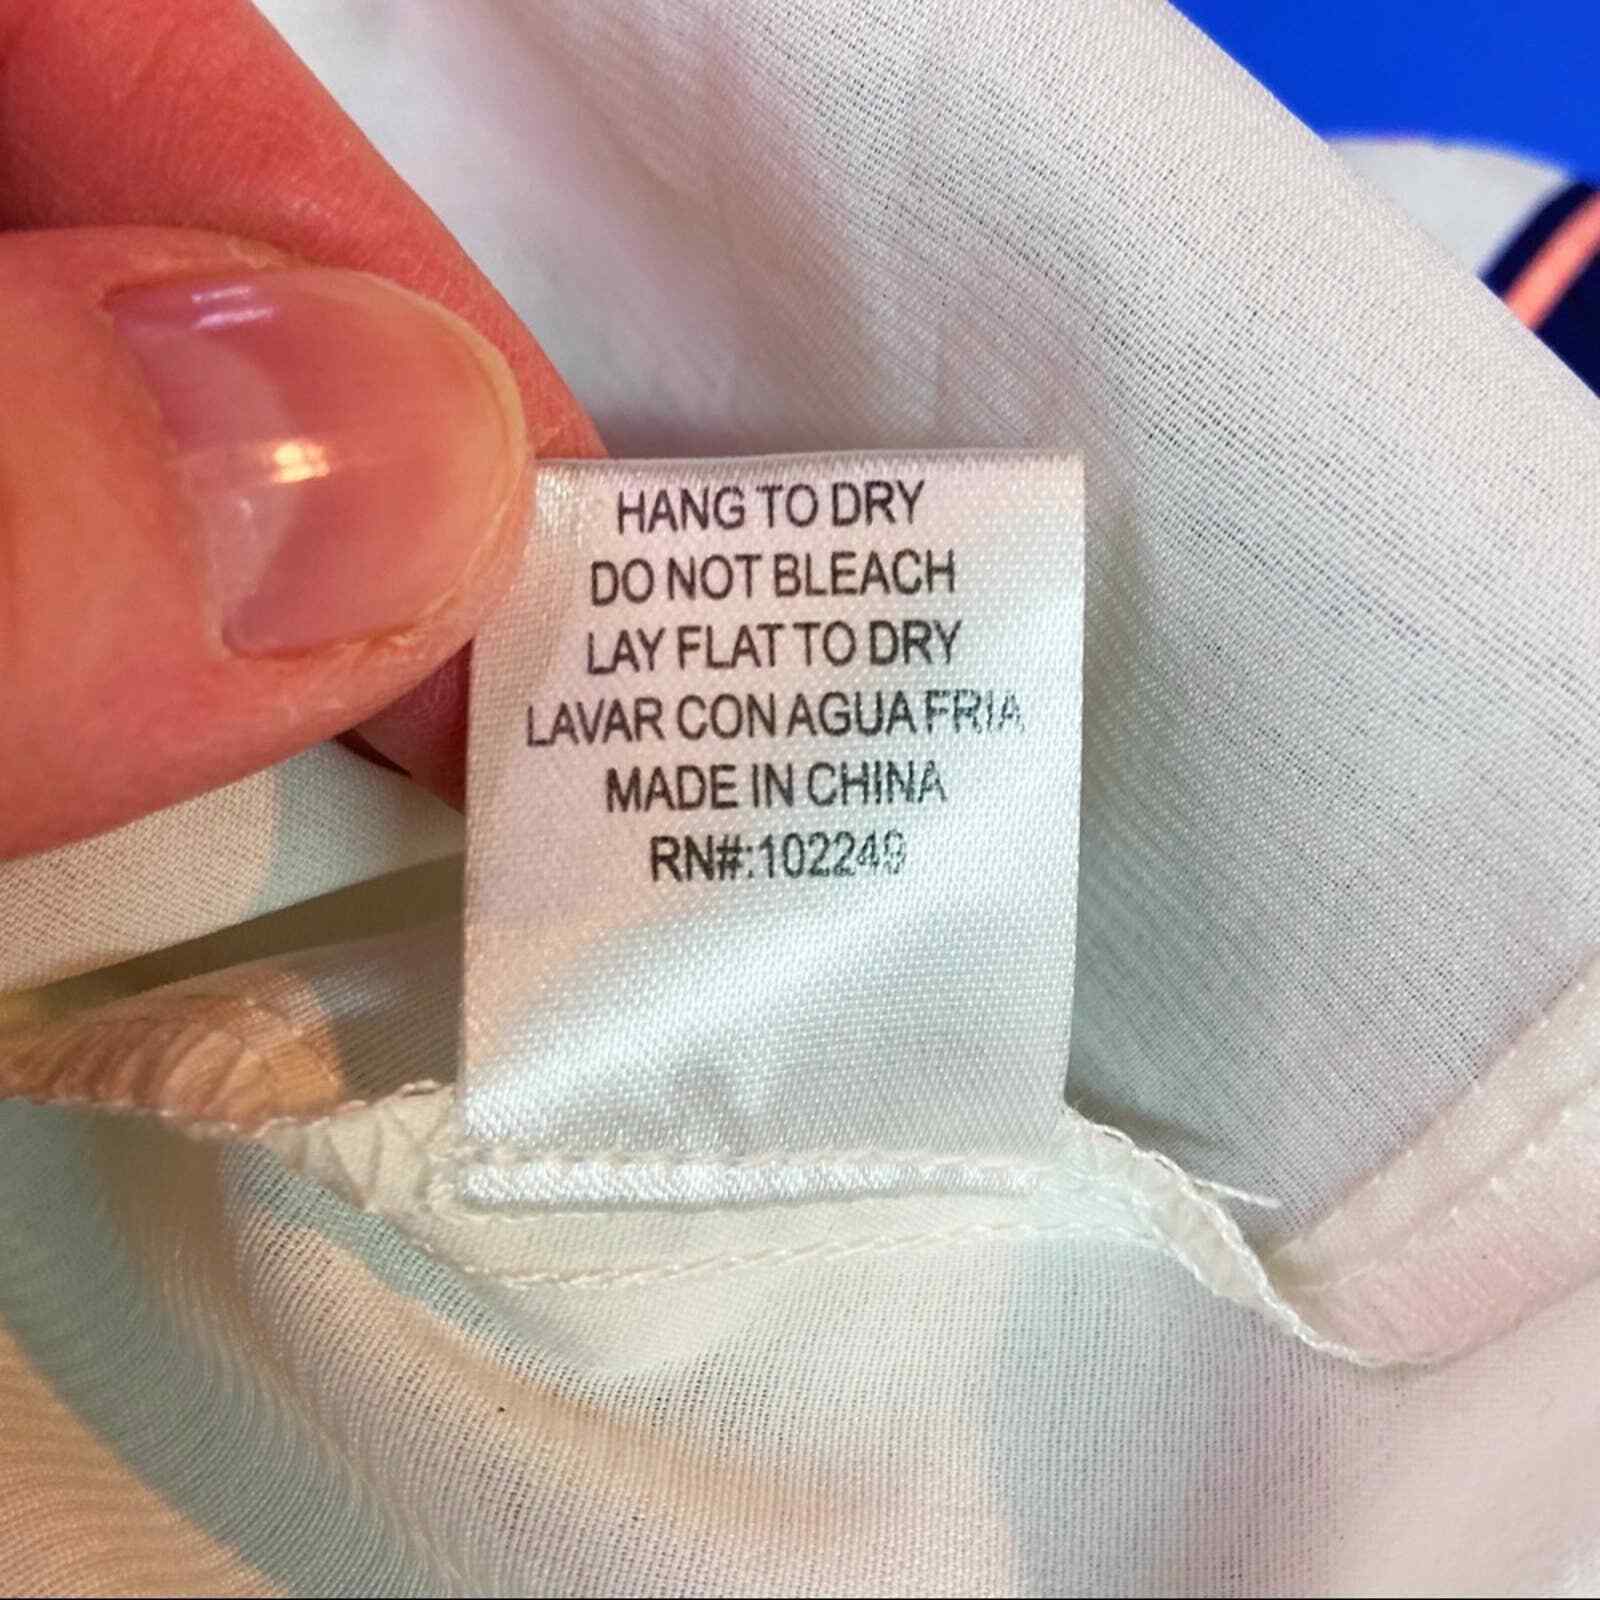 HANG TO DRY
DO NOT BLEACH
LAY FLAT TO DRY
LAVAR CON AGUA FRIA
MADE IN CHINA
RN#:102249